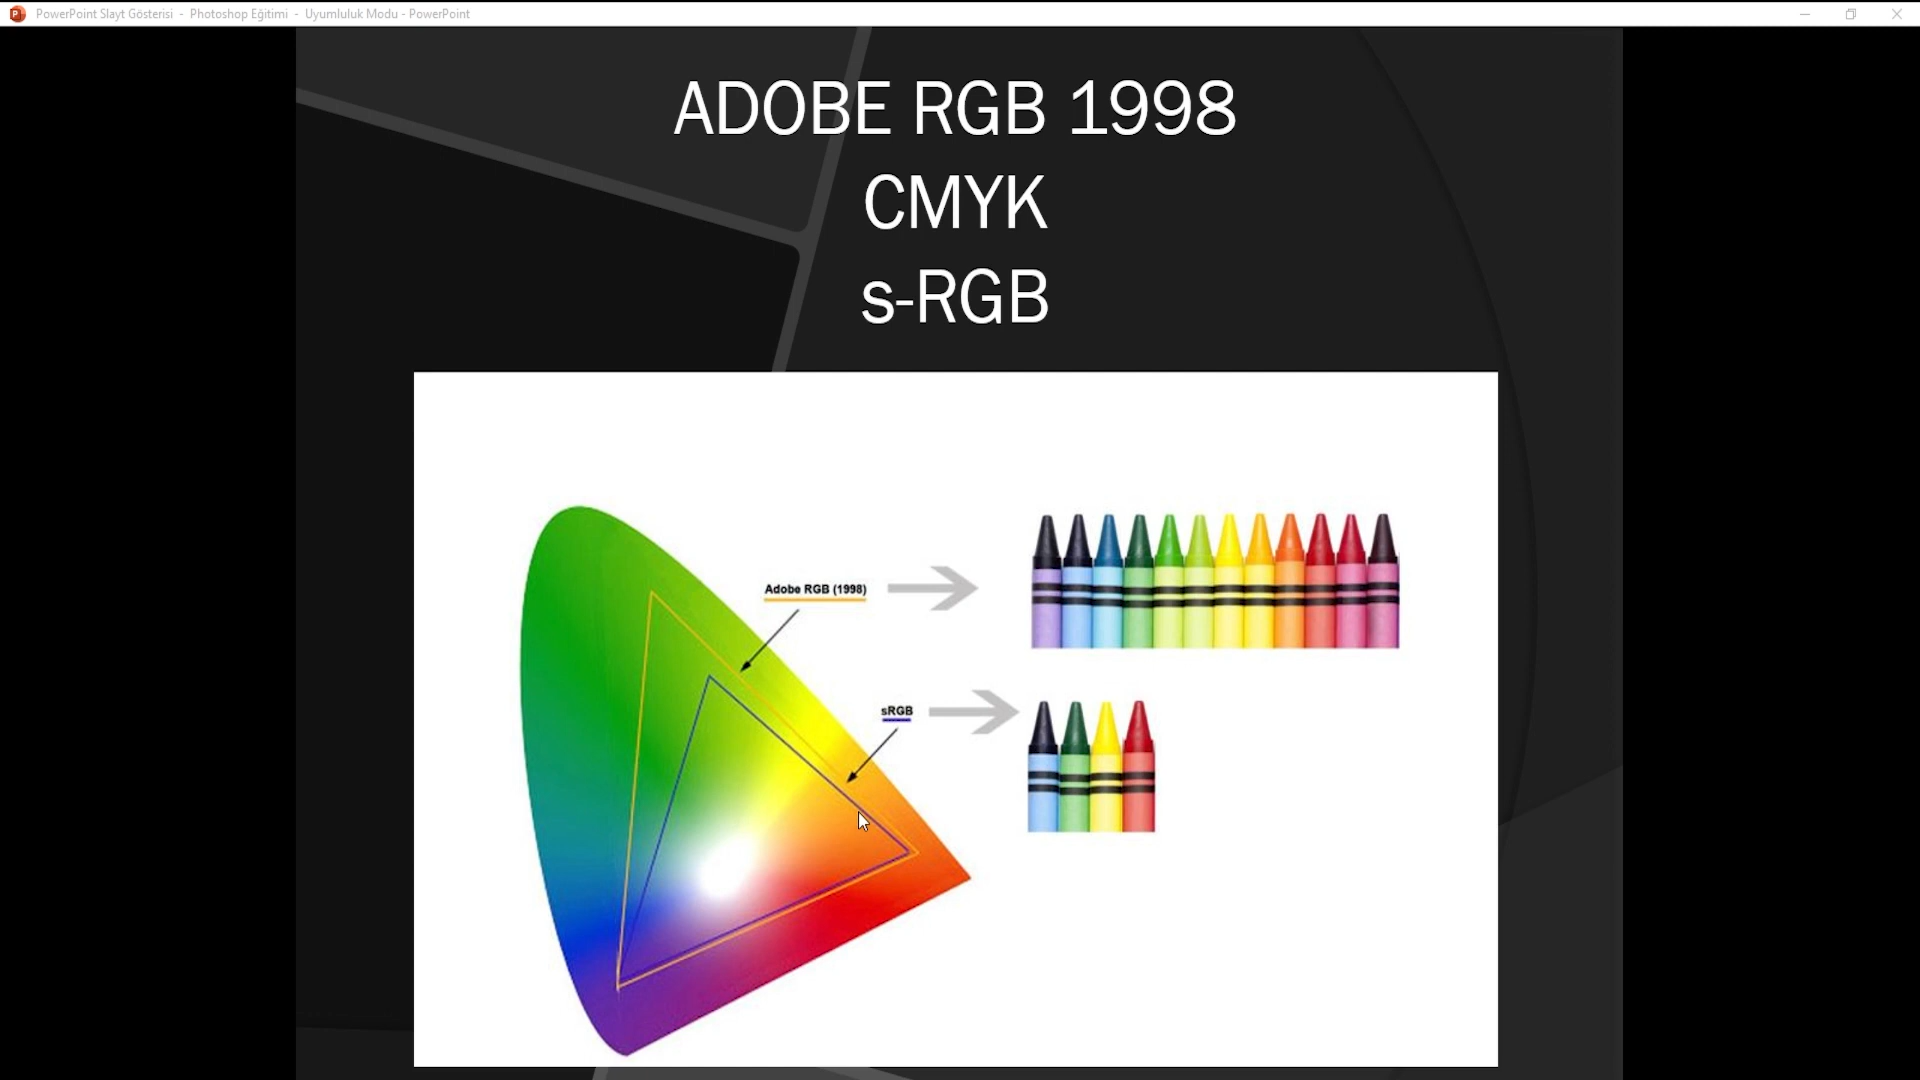 PowerPoint Slayt Gösterisi - Photoshop Eğitimi - Uyumluluk Modu - PowerPoint
ADOBE RGB 1998
CMYK
s-RGB
Adobe RGB (1998)
sRGB